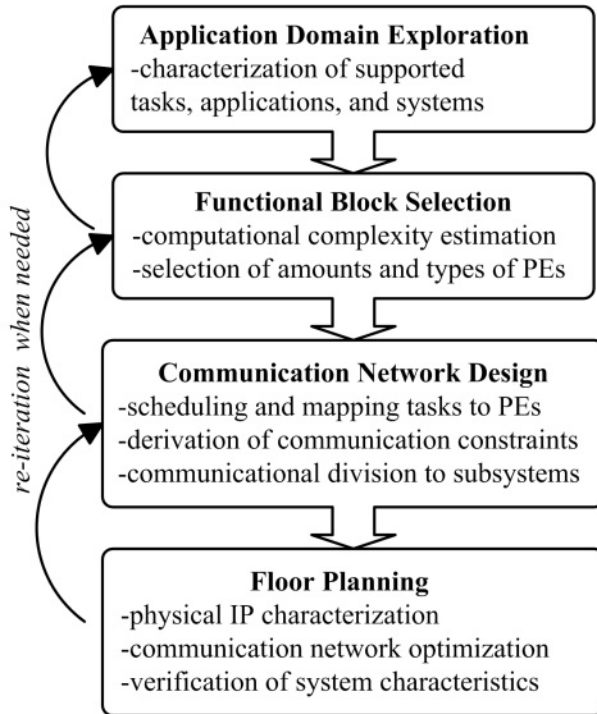 Application Domain Exploration
-characterization of supported
tasks, applications, and systems
Functional Block Selection
-computational complexity estimation
-selection of amounts and types of PEs
Communication Network Design
-scheduling and mapping tasks to PEs
-derivation of communication constraints
-communicational division to subsystems
Floor Planning
-physical IP characterization
-communication network optimization
-verification of system characteristics
re-iteration when needed